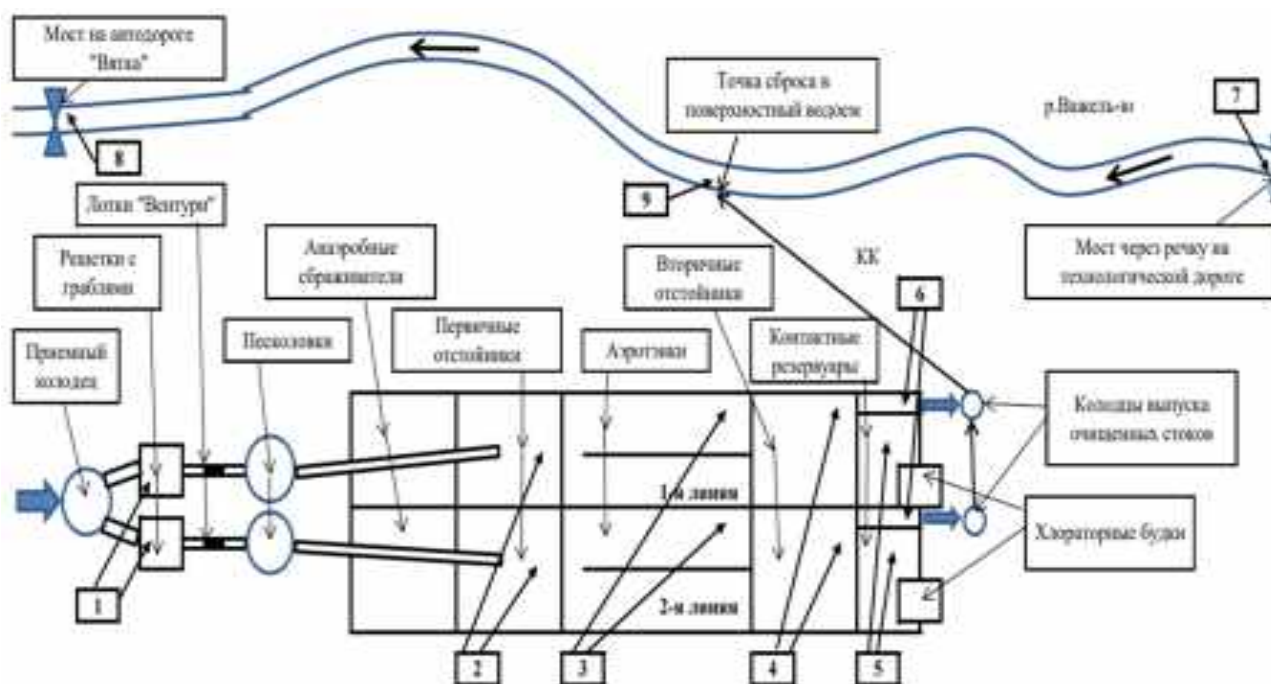 Мост на автодороге
"Вятка"
Точка сброса в
поверхностный водоем
р.Важель-ю
7
8
9
Лотки "Вентури"
Решетки с
граблями
Анаэробные
сбраживатели
Вторичные
отстойники
КК
Мост через речку на
технологической дороге
6
Приемный
колодец
Песколовки
Первичные
отстойники
Аэротэнки
Контактные
резервуары
Колодцы выпуска
очищенных стоков
1-я линия
Хлораторные будки
1
2-я линия
2
3
4
5